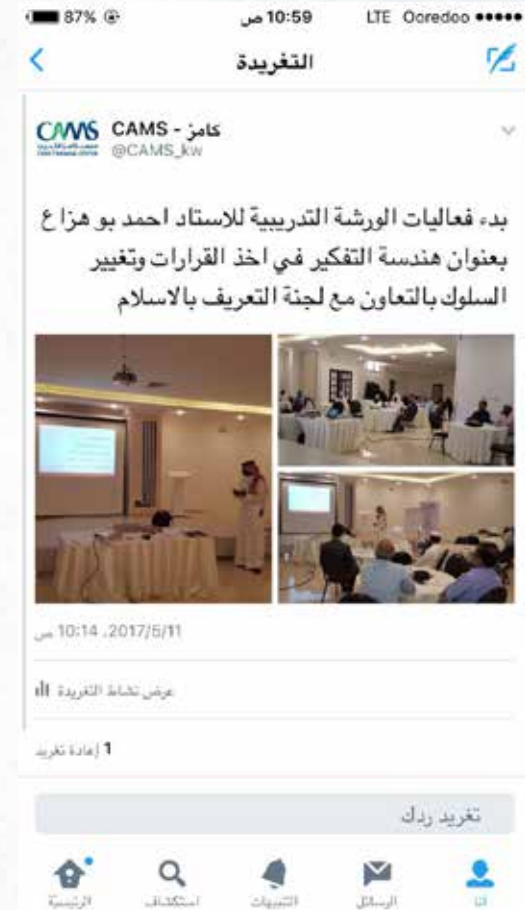 87% 10:59 ص LTE Ooredoo
التغريدة
CAMS
كامز - CAMS
@CAMS_kw
بدء فعاليات الورشة التدريبية للاستاد احمد بو هزاع
بعنوان هندسة التفكير في اخذ القرارات وتغيير
السلوك بالتعاون مع لجنة التعريف بالاسلام
2017/5/11، 10:14 ص
عرض نشاط التغريدة
1 إعادة تغريد
تغريد ردك
الرئيسية استكشاف التنبيهات الرسائل أنا